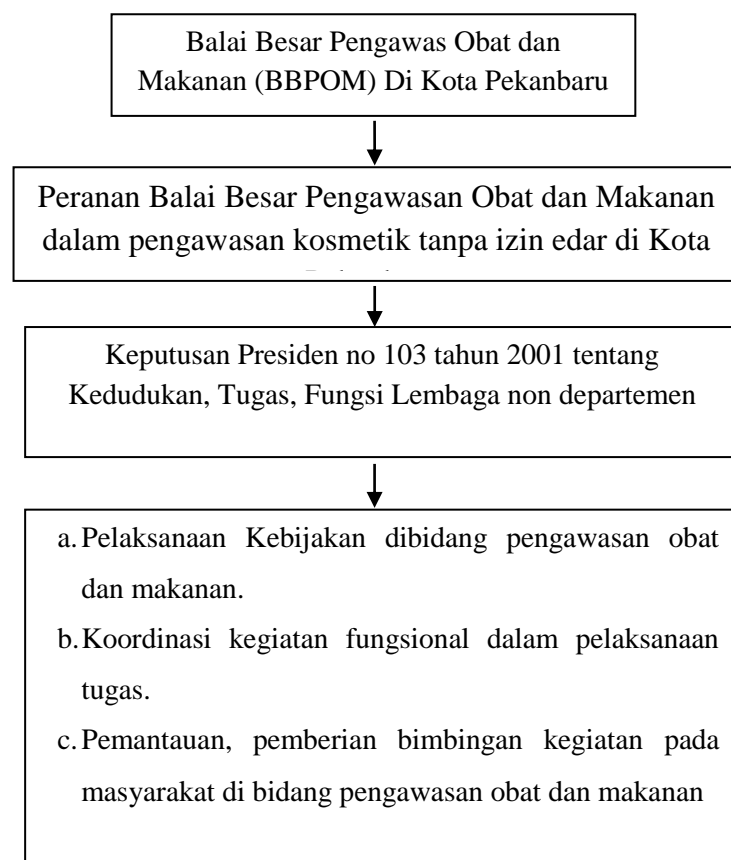 Balai Besar Pengawas Obat dan
Makanan (BBPOM) Di Kota Pekanbaru
Peranan Balai Besar Pengawasan Obat dan Makanan
dalam pengawasan kosmetik tanpa izin edar di Kota
Keputusan Presiden no 103 tahun 2001 tentang
Kedudukan, Tugas, Fungsi Lembaga non departemen
a. Pelaksanaan Kebijakan dibidang pengawasan obat
dan makanan.
b. Koordinasi kegiatan fungsional dalam pelaksanaan
tugas.
c. Pemantauan, pemberian bimbingan kegiatan pada
masyarakat di bidang pengawasan obat dan makanan